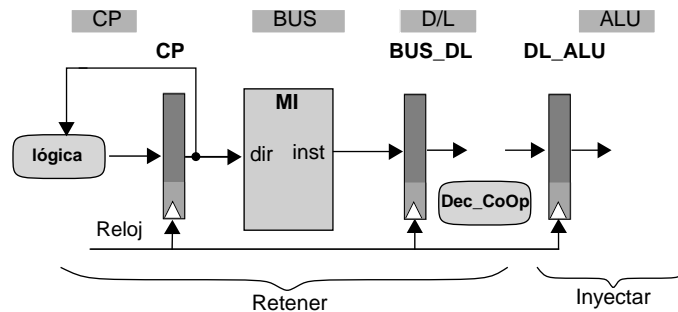 CP BUS D/L ALU
CP BUS_DL DL_ALU
MI
lógica dir inst
Dec_CoOp
Reloj
Retener Inyectar